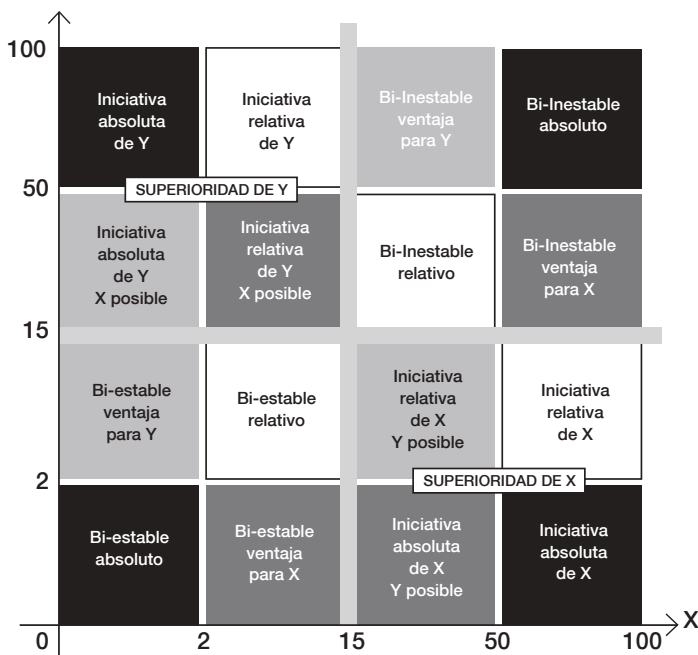 100
Iniciativa
absoluta
de Y
Iniciativa
relativa
de Y
Bi-Inestable
ventaja
para Y
Bi-Inestable
absoluto
50
SUPERIORIDAD DE Y
Iniciativa
absoluta
de Y
X posible
Iniciativa
relativa
de Y
X posible
Bi-Inestable
relativo
Bi-Inestable
ventaja
para X
15
Bi-estable
ventaja
para Y
Bi-estable
relativo
Iniciativa
relativa
de X
Y posible
Iniciativa
relativa
de X
2
SUPERIORIDAD DE X
Bi-estable
absoluto
Bi-estable
ventaja
para X
Iniciativa
absoluta
de X
Y posible
Iniciativa
absoluta
de X
X
0 2 15 50 100